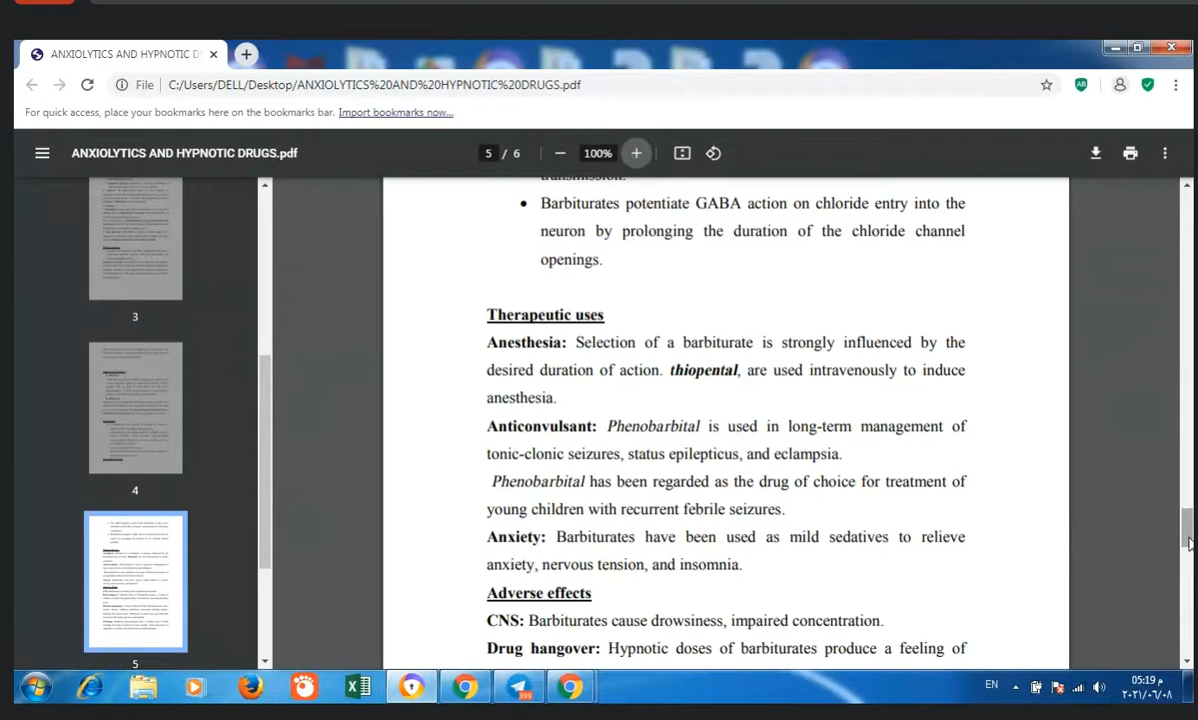 ANXIOLYTICS AND HYPNOTIC D
File
C:/Users/DELL/Desktop/ANXIOLYTICS%20AND%20HYPNOTIC%20DRUGS.pdf
For quick access, place your bookmarks here on the bookmarks bar. Import bookmarks now...
ANXIOLYTICS AND HYPNOTIC DRUGS.pdf
5 / 6
100%
transmission.
• Barbiturates potentiate GABA action on chloride entry into the
neuron by prolonging the duration of the chloride channel
openings.
Therapeutic uses
Anesthesia: Selection of a barbiturate is strongly influenced by the
desired duration of action. thiopental, are used intravenously to induce
anesthesia.
Anticonvulsant: Phenobarbital is used in long-term management of
tonic-clonic seizures, status epilepticus, and eclampsia.
Phenobarbital has been regarded as the drug of choice for treatment of
young children with recurrent febrile seizures.
Anxiety: Barbiturates have been used as mild sedatives to relieve
anxiety, nervous tension, and insomnia.
Adverse effects
CNS: Barbiturates cause drowsiness, impaired concentration.
Drug hangover: Hypnotic doses of barbiturates produce a feeling of
3
4
5
399
EN
05:19 م
٢٠٢١/٠٦/٠٨